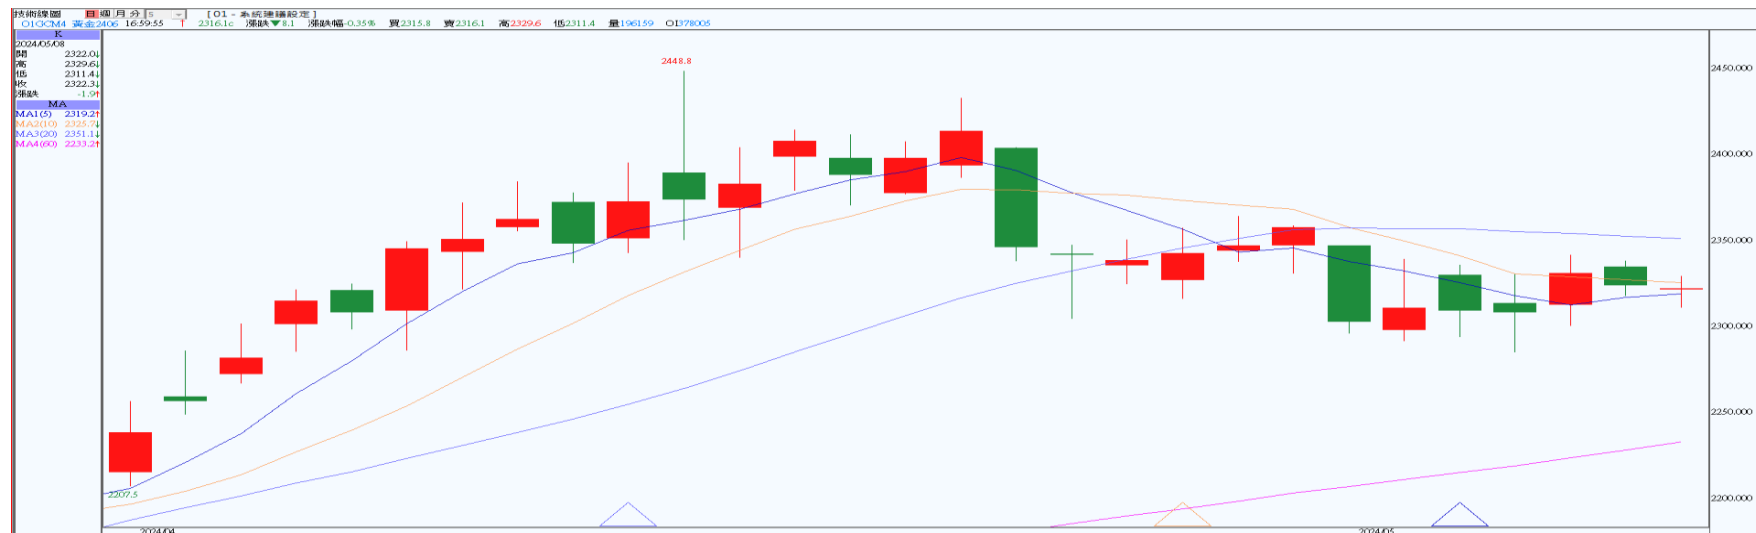 技術線圖 日 週 月 分 5 [ 01 - 系統建議設定 ]
O1GCM4 黃金2406 16:59:55 ↑ 2316.1c 漲跌▼8.1 漲跌幅-0.35% 買2315.8 賣2316.1 高2329.6 低2311.4 量196159 OI378005
K
2024/05/08
開 2322.0↓
高 2329.6↓
低 2311.4↓
收 2322.3↓
漲跌 -1.9↑
MA
MA1(5) 2319.2↑
MA2(10) 2325.7↓
MA3(20) 2351.1↓
MA4(60) 2233.2↑
2448.8
2207.5
2450.000
2400.000
2350.000
2300.000
2250.000
2200.000
2024/04 2024/05